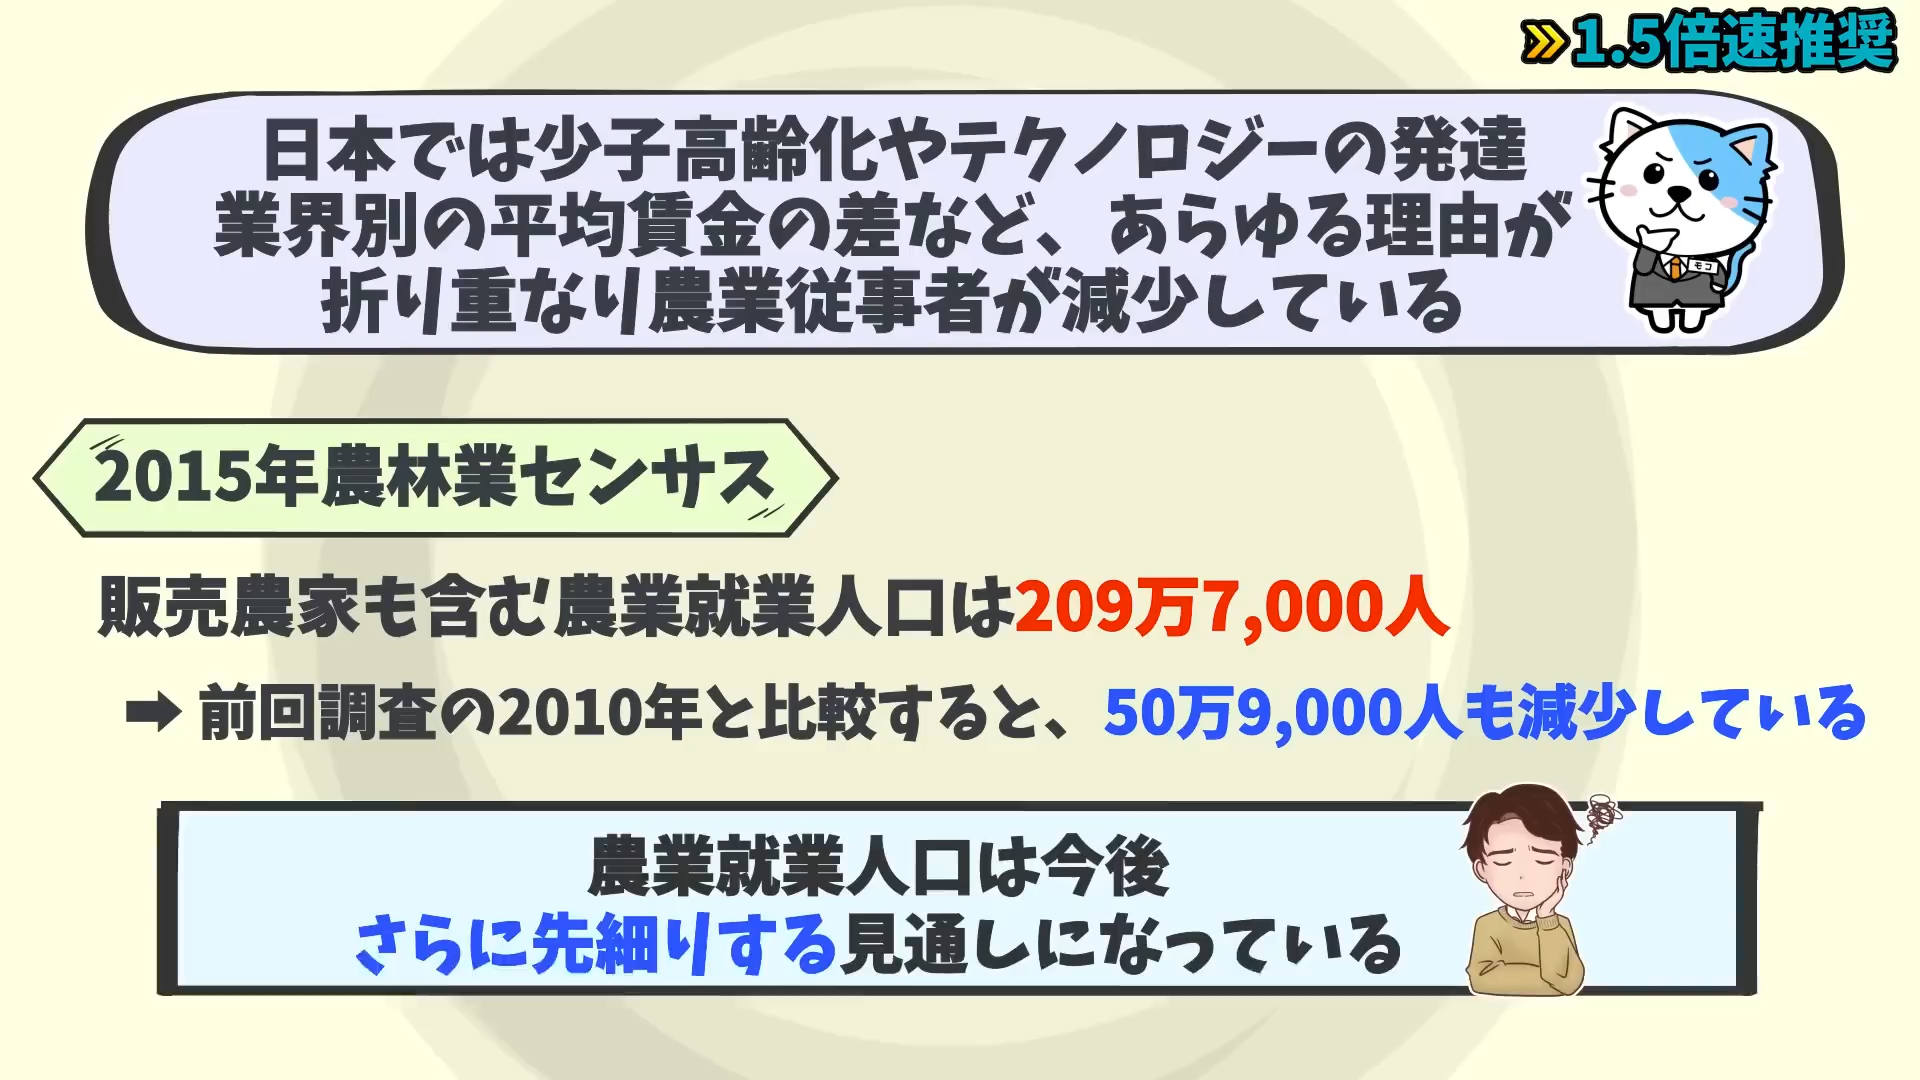 1.5倍速推奨
日本では少子高齢化やテクノロジーの発達
業界別の平均賃金の差など、あらゆる理由が
折り重なり農業従事者が減少している
モコ
2015年農林業センサス
販売農家も含む農業就業人口は209万7,000人
➡ 前回調査の2010年と比較すると、50万9,000人も減少している
農業就業人口は今後
さらに先細りする見通しになっている